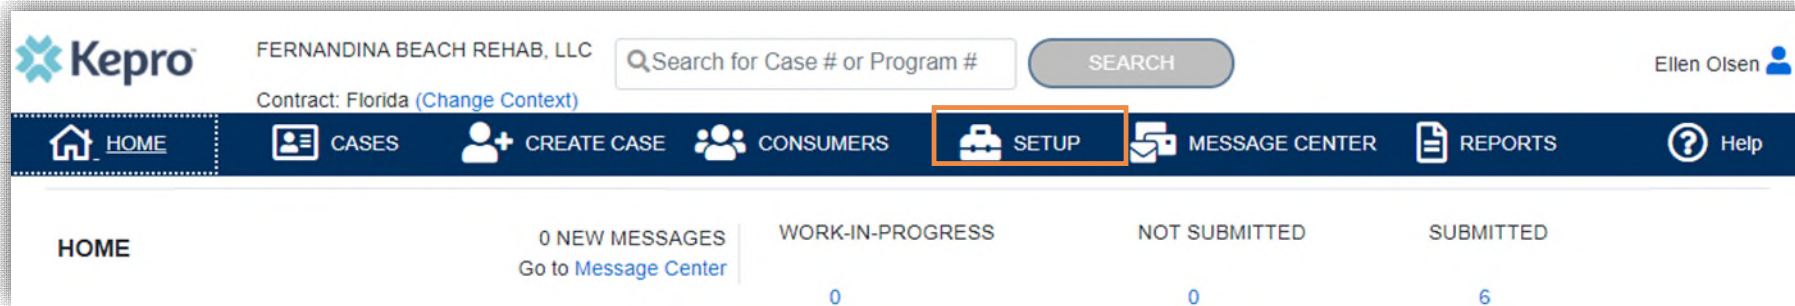 Kepro
FERNANDINA BEACH REHAB, LLC
Search for Case # or Program #
SEARCH
Ellen Olsen
Contract: Florida (Change Context)
HOME
CASES
CREATE CASE
CONSUMERS
SETUP
MESSAGE CENTER
REPORTS
? Help
HOME
0 NEW MESSAGES
Go to Message Center
WORK-IN-PROGRESS
0
NOT SUBMITTED
0
SUBMITTED
6